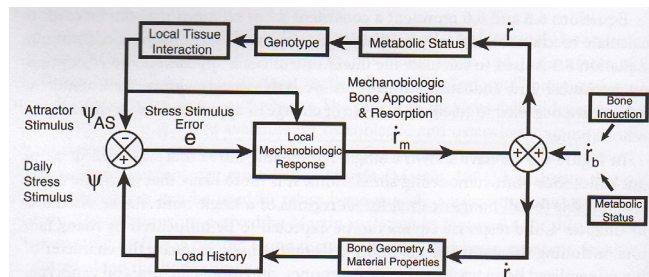 Local Tissue
Interaction
Genotype
Metabolic Status
ṙ
Attractor
Stimulus
ψAS
Stress Stimulus
Error
e
Local
Mechanobiologic
Response
Mechanobiologic
Bone Apposition
& Resorption
ṙm
+ +
ṙb
Bone
Induction
Metabolic
Status
Daily
Stress
Stimulus
ψ
- +
Load History
Bone Geometry &
Material Properties
ṙ